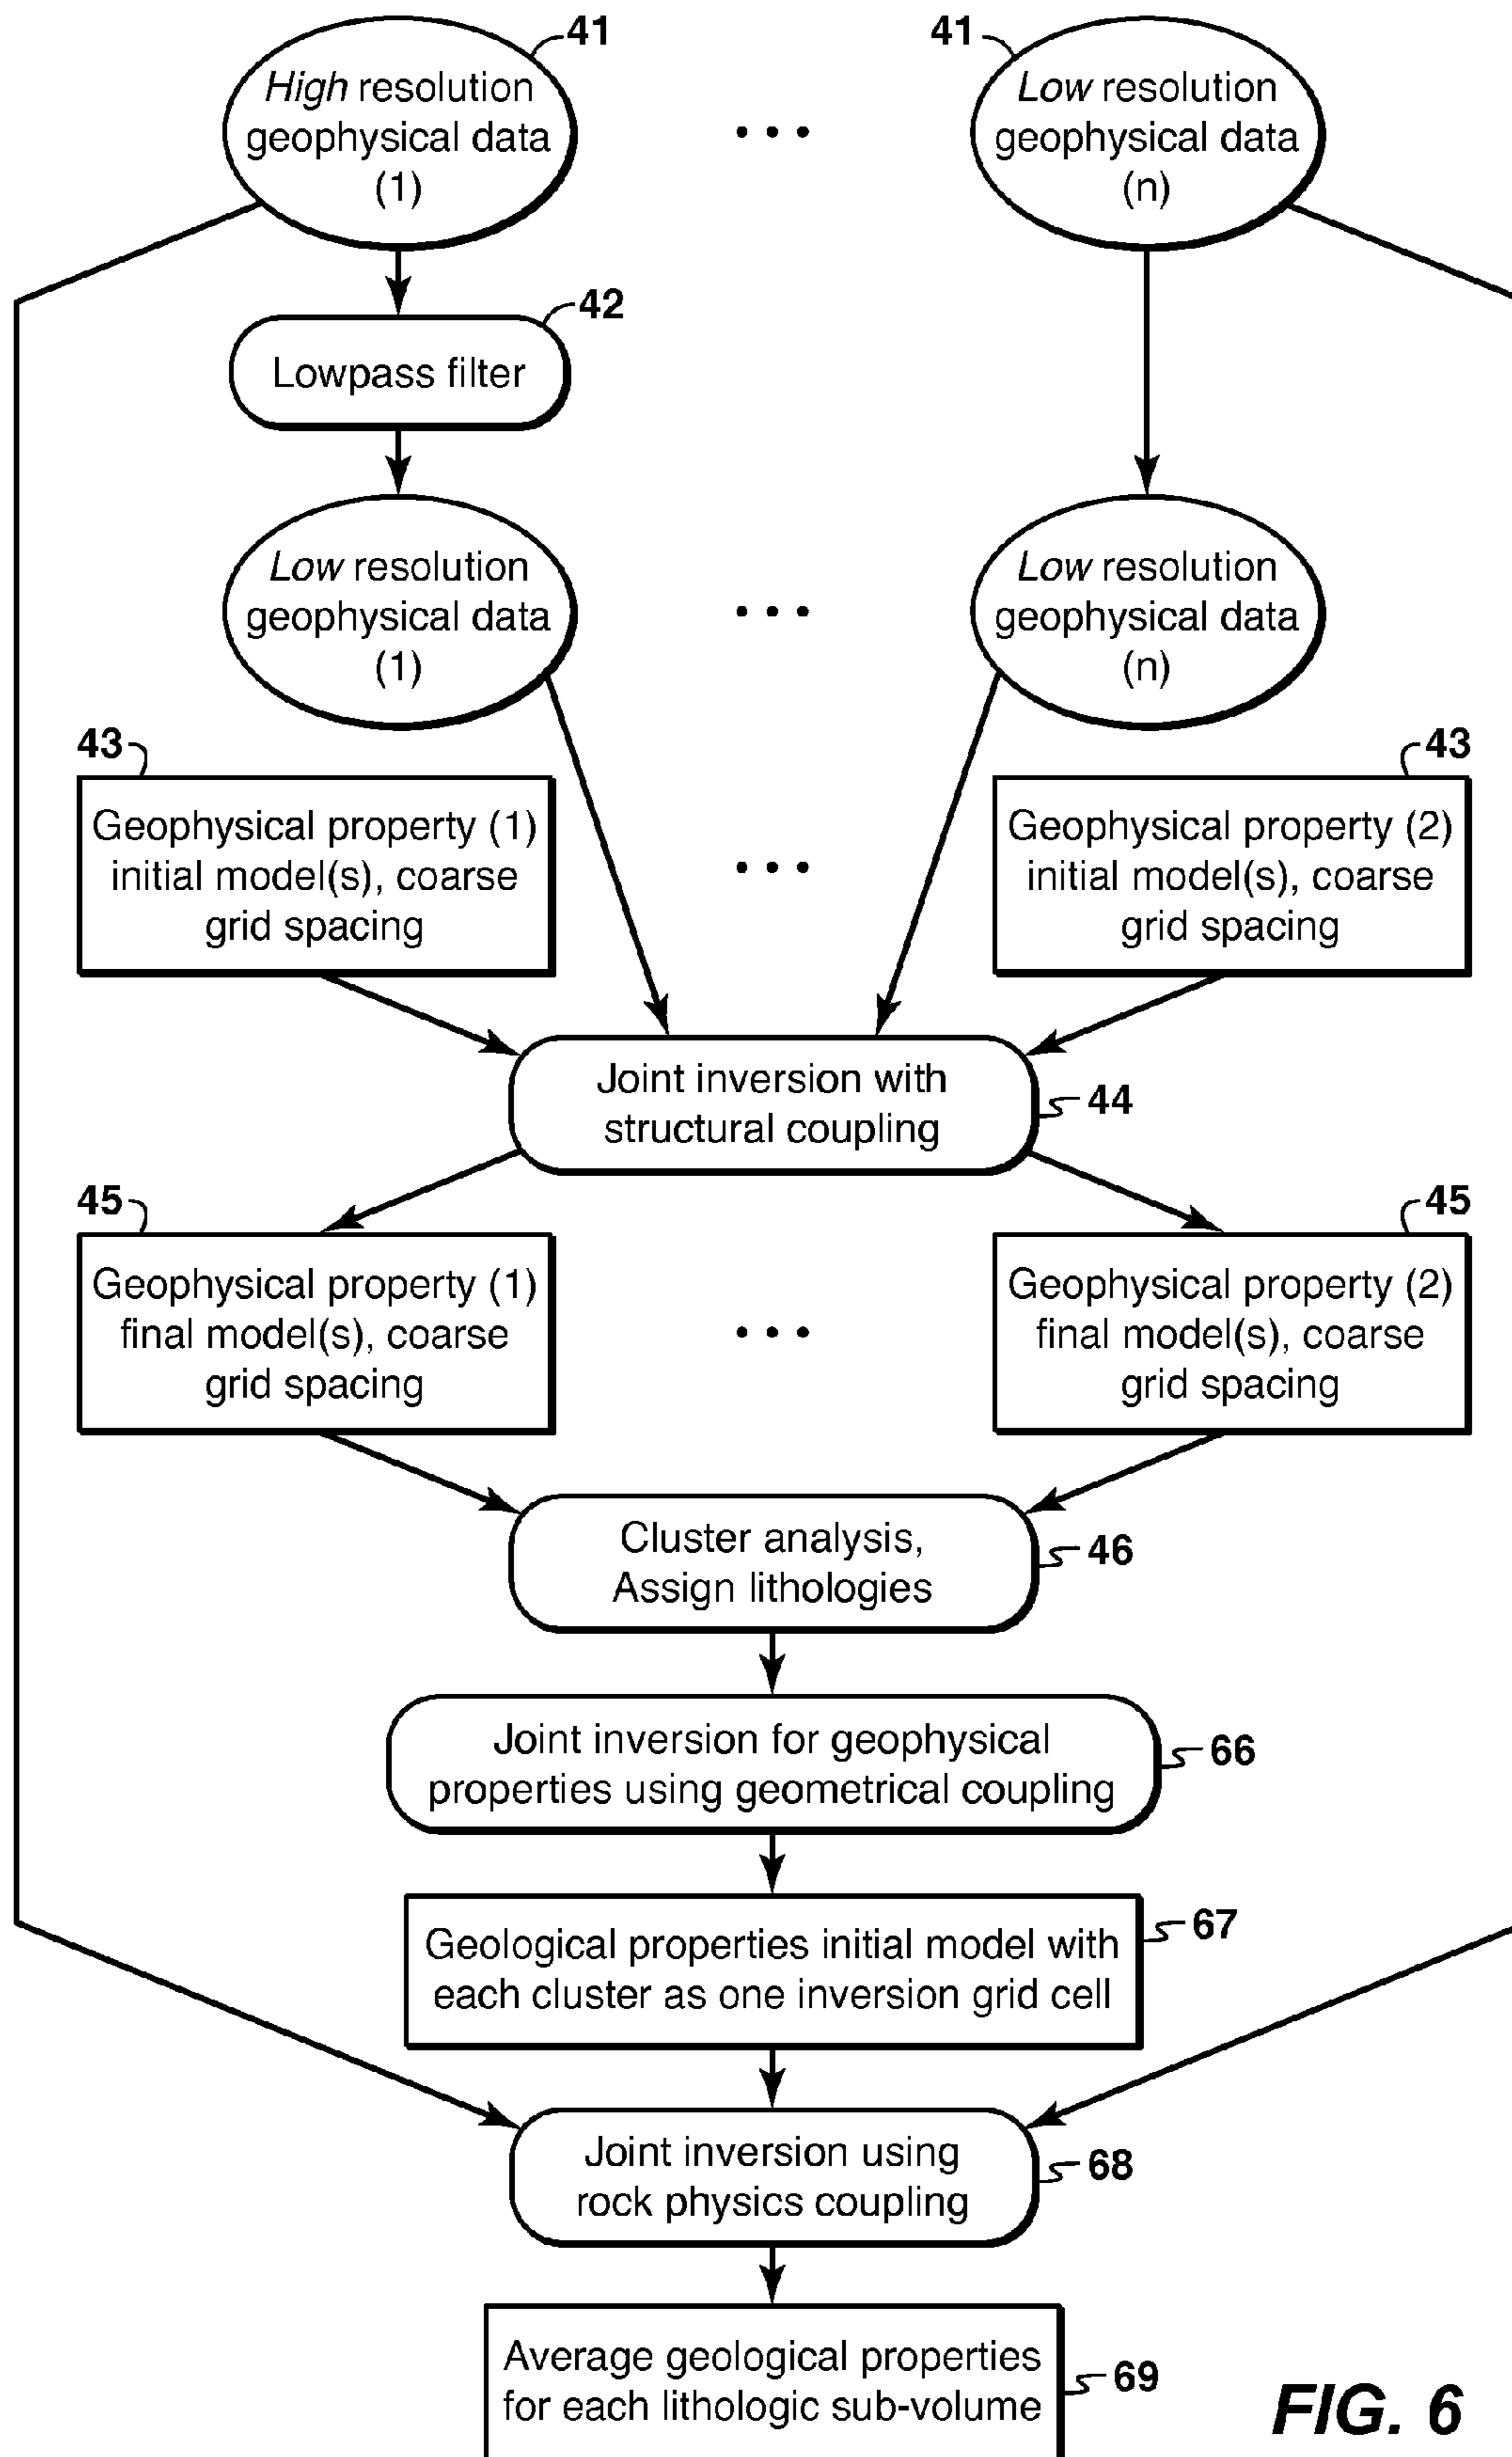 41
High resolution
geophysical data
(1)
• • •
41
Low resolution
geophysical data
(n)
42
Lowpass filter
Low resolution
geophysical data
(1)
• • •
Low resolution
geophysical data
(n)
43
Geophysical property (1)
initial model(s), coarse
grid spacing
• • •
43
Geophysical property (2)
initial model(s), coarse
grid spacing
Joint inversion with
structural coupling
44
45
Geophysical property (1)
final model(s), coarse
grid spacing
• • •
45
Geophysical property (2)
final model(s), coarse
grid spacing
Cluster analysis,
Assign lithologies
46
Joint inversion for geophysical
properties using geometrical coupling
66
Geological properties initial model with
each cluster as one inversion grid cell
67
Joint inversion using
rock physics coupling
68
Average geological properties
for each lithologic sub-volume
69
FIG. 6